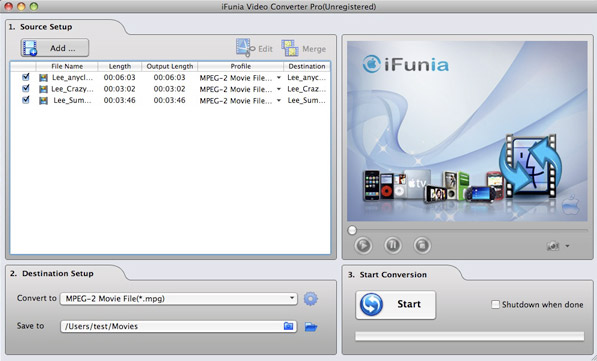 iFunia Video Converter Pro(Unregistered)
1. Source Setup
Add ...
Edit
Merge
File Name Length Output Length Profile Destination
Lee_anycl... 00:06:03 00:06:03 MPEG-2 Movie File... Lee_anycl...
Lee_Crazy... 00:03:02 00:03:02 MPEG-2 Movie File... Lee_Craz...
Lee_Sum... 00:03:46 00:03:46 MPEG-2 Movie File... Lee_Sum...
iFunia
tv
2. Destination Setup
Convert to MPEG-2 Movie File(*.mpg)
Save to /Users/test/Movies
3. Start Conversion
Start
Shutdown when done